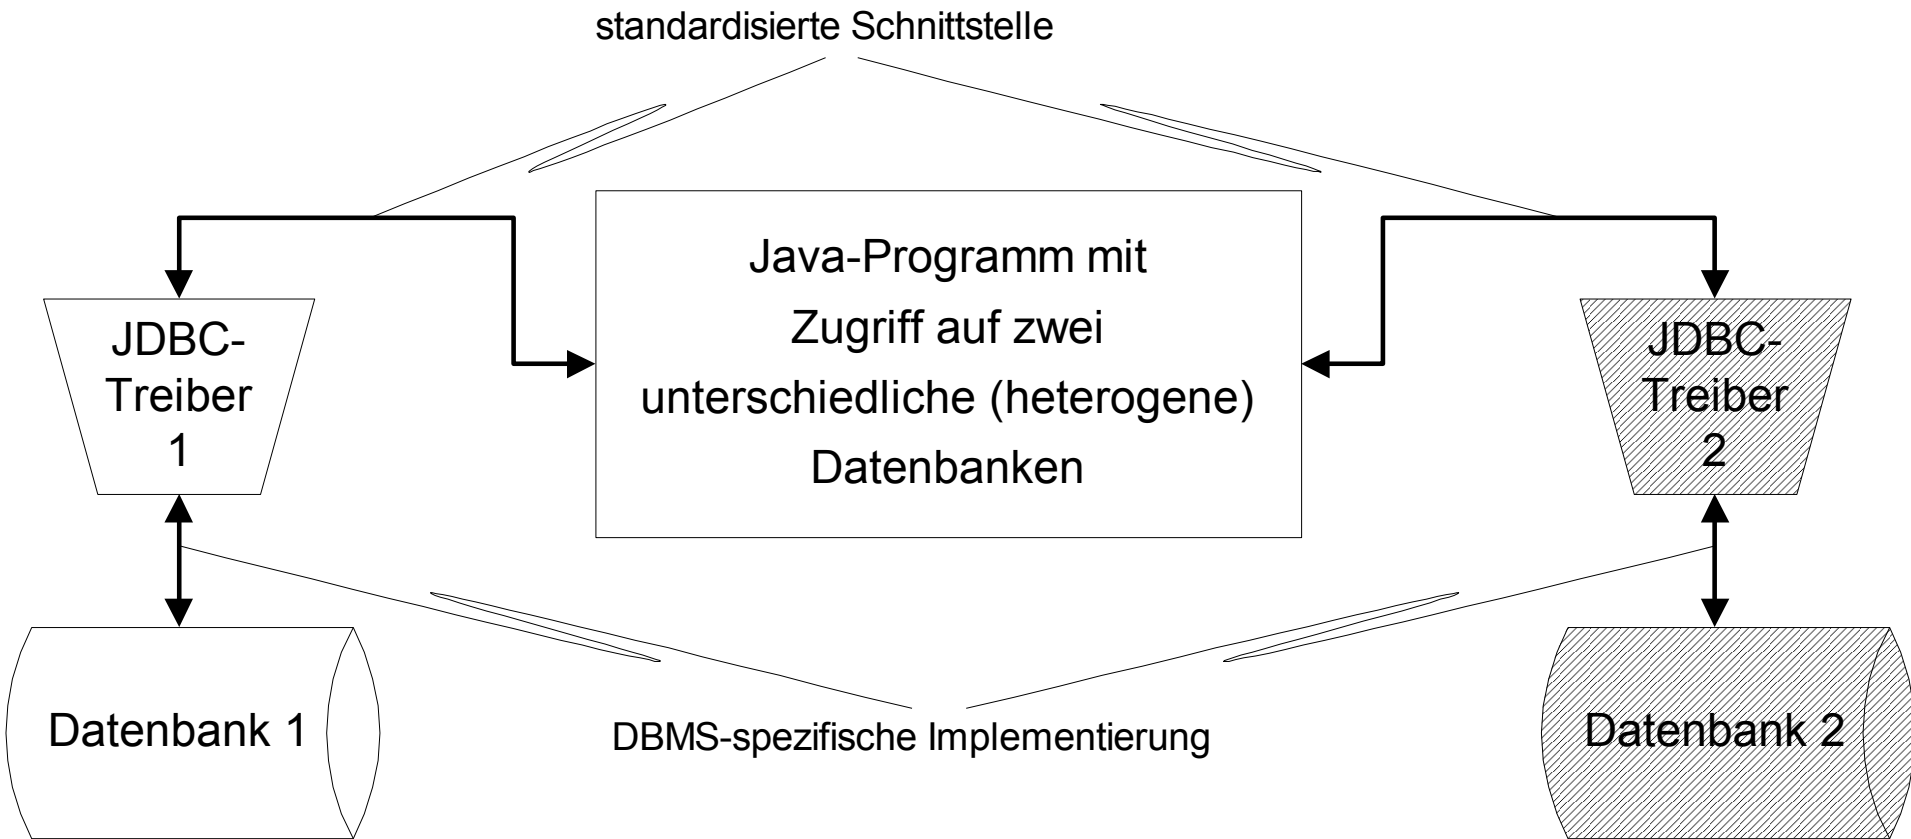 standardisierte Schnittstelle
JDBC-
Treiber
1
Java-Programm mit
Zugriff auf zwei
unterschiedliche (heterogene)
Datenbanken
JDBC-
Treiber
2
Datenbank 1
DBMS-spezifische Implementierung
Datenbank 2